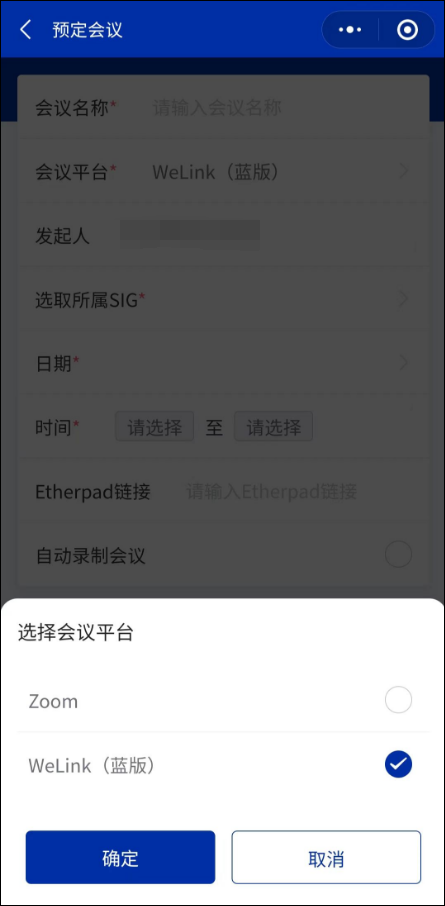 预定会议
会议名称* 请输入会议名称
会议平台* WeLink（蓝版）
发起人
选取所属SIG*
日期*
时间* 请选择 至 请选择
Etherpad链接 请输入Etherpad链接
自动录制会议
选择会议平台
Zoom
WeLink（蓝版）
确定 取消